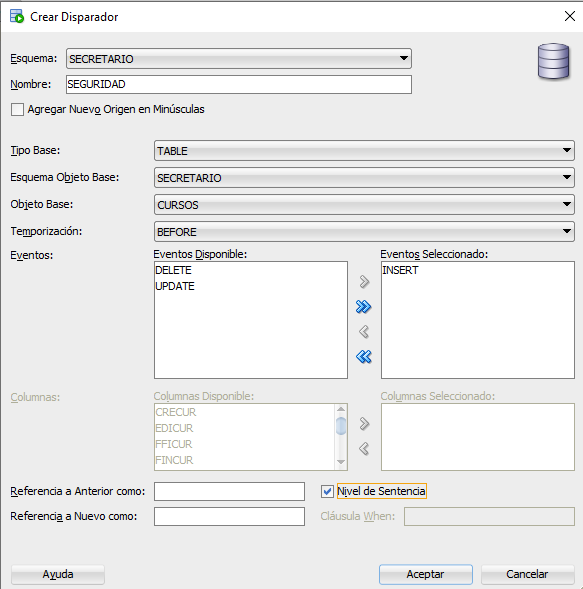 Crear Disparador
Esquema: SECRETARIO
Nombre: SEGURIDAD
Agregar Nuevo Origen en Minúsculas
Tipo Base: TABLE
Esquema Objeto Base: SECRETARIO
Objeto Base: CURSOS
Temporización: BEFORE
Eventos: Eventos Disponible: Eventos Seleccionado:
DELETE INSERT
UPDATE
Columnas: Columnas Disponible: Columnas Seleccionado:
CRECUR
EDICUR
FFICUR
FINCUR
Referencia a Anterior como: Nivel de Sentencia
Referencia a Nuevo como: Cláusula When:
Ayuda Aceptar Cancelar